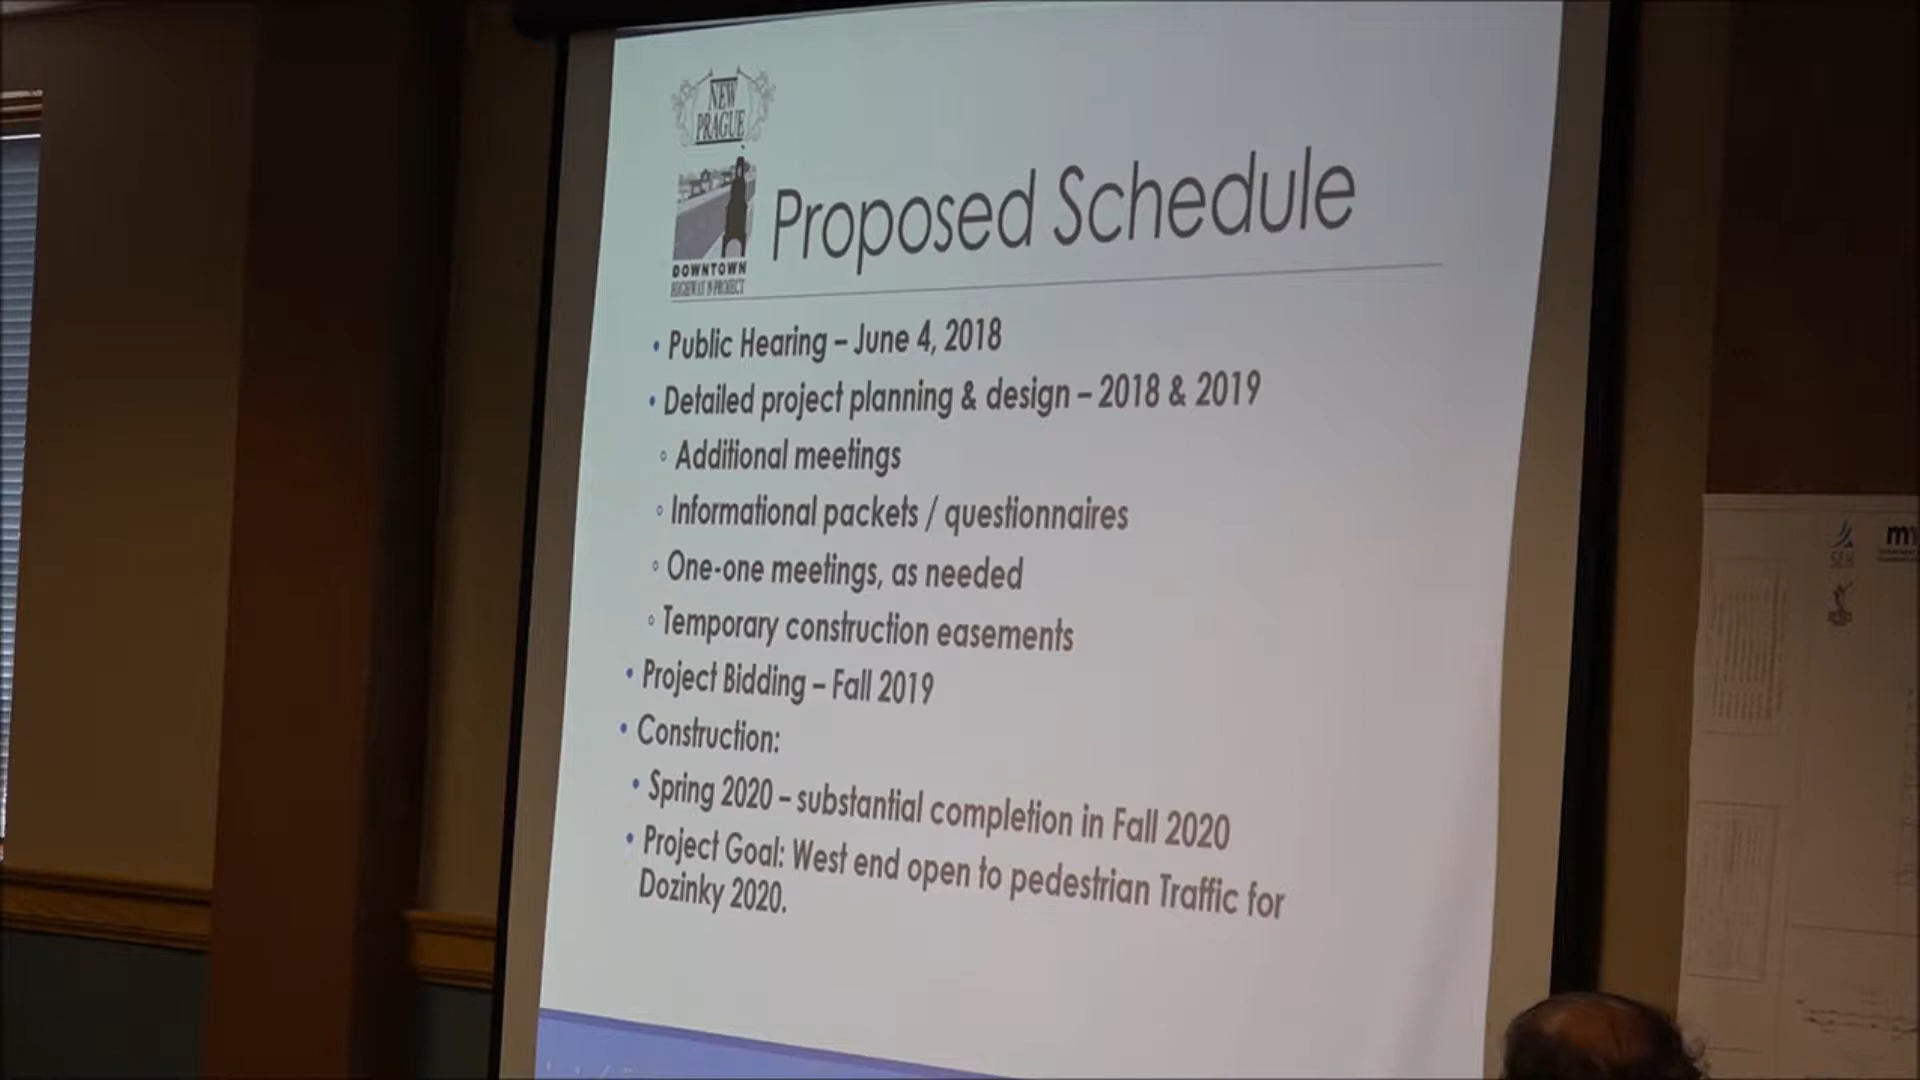 NEW
PRAGUE
DOWNTOWN
HIGHWAY 19 PROJECT
Proposed Schedule
• Public Hearing – June 4, 2018
• Detailed project planning & design – 2018 & 2019
◦ Additional meetings
◦ Informational packets / questionnaires
◦ One-one meetings, as needed
◦ Temporary construction easements
• Project Bidding – Fall 2019
• Construction:
• Spring 2020 – substantial completion in Fall 2020
• Project Goal: West end open to pedestrian Traffic for
Dozinky 2020.
SEH